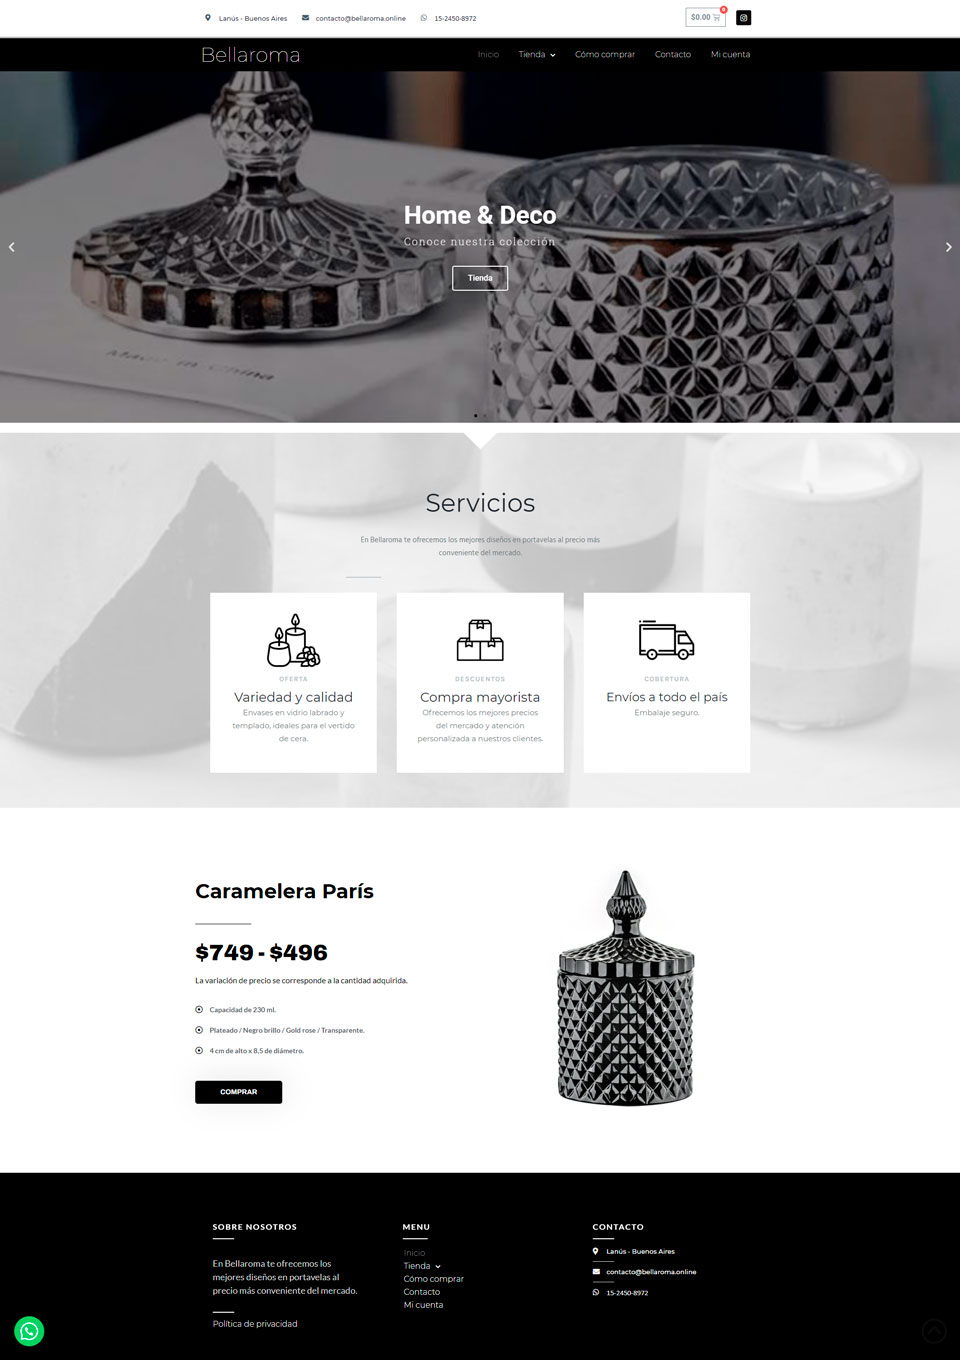 Lanús - Buenos Aires
contacto@bellaroma.online
15-2450-8972
$0.00
0
Bellaroma
Inicio
Tienda
Cómo comprar
Contacto
Mi cuenta
Home & Deco
Conoce nuestra colección
Tienda
Made in China
Servicios
En Bellaroma te ofrecemos los mejores diseños en portavelas al precio más
conveniente del mercado.
OFERTA
Variedad y calidad
Envases en vidrio labrado y
templado, ideales para el vertido
de cera.
DESCUENTOS
Compra mayorista
Ofrecemos los mejores precios
del mercado y atención
personalizada a nuestros clientes.
COBERTURA
Envíos a todo el país
Embalaje seguro.
Caramelera París
$749 - $496
La variación de precio se corresponde a la cantidad adquirida.
Capacidad de 230 ml.
Plateado / Negro brillo / Gold rose / Transparente.
4 cm de alto x 8,5 de diámetro.
COMPRAR
SOBRE NOSOTROS
En Bellaroma te ofrecemos los
mejores diseños en portavelas al
precio más conveniente del mercado.
Política de privacidad
MENU
Inicio
Tienda
Cómo comprar
Contacto
Mi cuenta
CONTACTO
Lanús - Buenos Aires
contacto@bellaroma.online
15-2450-8972